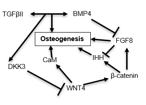 TGFβII
BMP4
Osteogenesis
FGF8
CaM
IHH
DKK3
β-catenin
WNT4